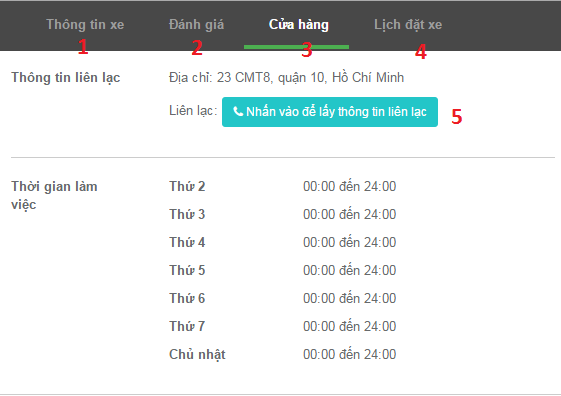 Thông tin xe Đánh giá Cửa hàng Lịch đặt xe
1 2 3 4
Thông tin liên lạc Địa chỉ: 23 CMT8, quận 10, Hồ Chí Minh
Liên lạc: Nhấn vào để lấy thông tin liên lạc 5
Thời gian làm việc
Thứ 2 00:00 đến 24:00
Thứ 3 00:00 đến 24:00
Thứ 4 00:00 đến 24:00
Thứ 5 00:00 đến 24:00
Thứ 6 00:00 đến 24:00
Thứ 7 00:00 đến 24:00
Chủ nhật 00:00 đến 24:00